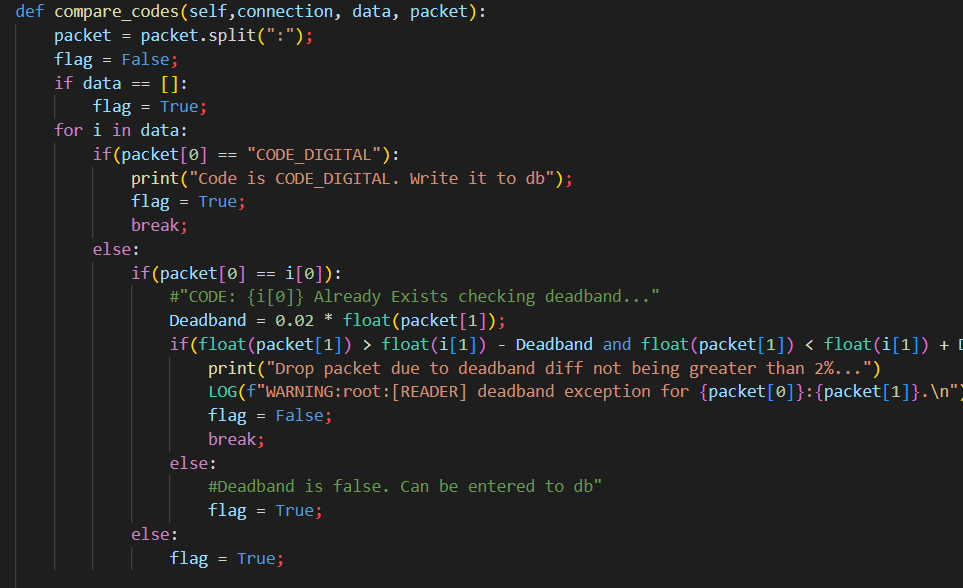 def compare_codes(self,connection, data, packet):
packet = packet.split(":");
flag = False;
if data == []:
flag = True;
for i in data:
if(packet[0] == "CODE_DIGITAL"):
print("Code is CODE_DIGITAL. Write it to db");
flag = True;
break;
else:
if(packet[0] == i[0]):
#"CODE: {i[0]} Already Exists checking deadband..."
Deadband = 0.02 * float(packet[1]);
if(float(packet[1]) > float(i[1]) - Deadband and float(packet[1]) < float(i[1]) +
print("Drop packet due to deadband diff not being greater than 2%...")
LOG(f"WARNING:root:[READER] deadband exception for {packet[0]}:{packet[1]}.\n")
flag = False;
break;
else:
#Deadband is false. Can be entered to db"
flag = True;
else:
flag = True;